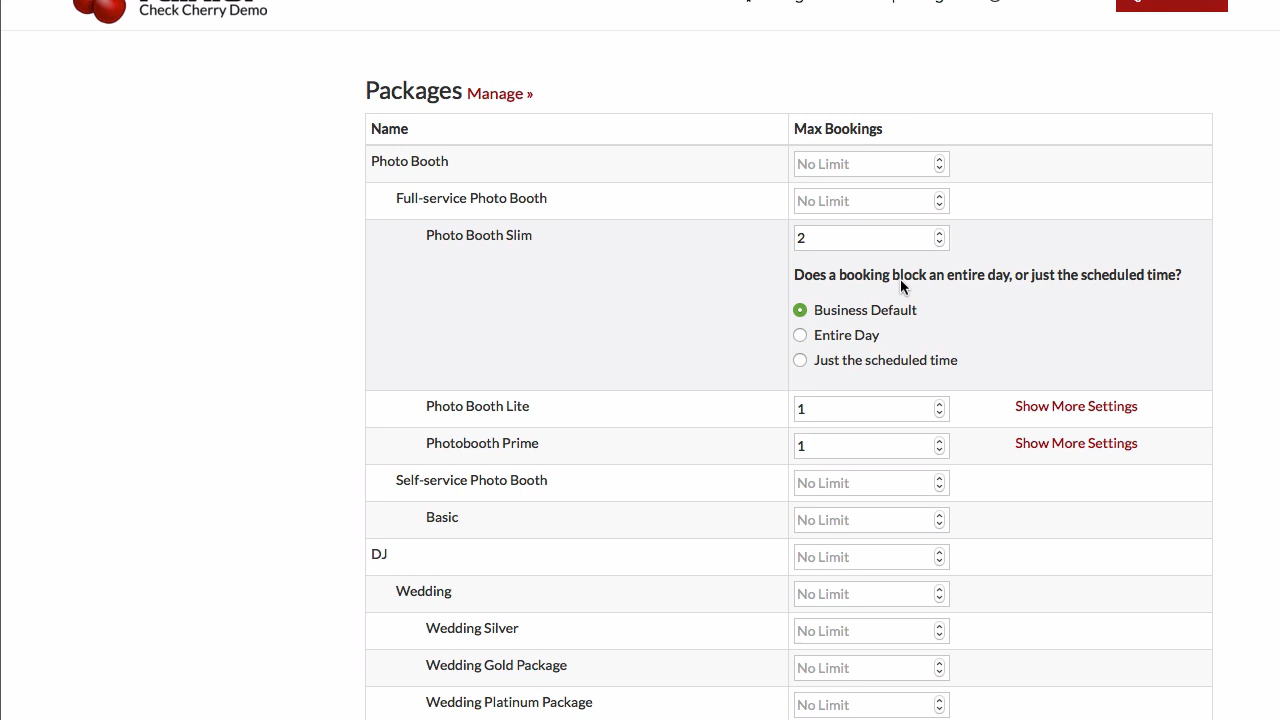 Check Cherry Demo
Packages Manage »
Name Max Bookings
Photo Booth No Limit
Full-service Photo Booth No Limit
Photo Booth Slim 2
Does a booking block an entire day, or just the scheduled time?
Business Default
Entire Day
Just the scheduled time
Photo Booth Lite 1 Show More Settings
Photobooth Prime 1 Show More Settings
Self-service Photo Booth No Limit
Basic No Limit
DJ No Limit
Wedding No Limit
Wedding Silver No Limit
Wedding Gold Package No Limit
Wedding Platinum Package No Limit